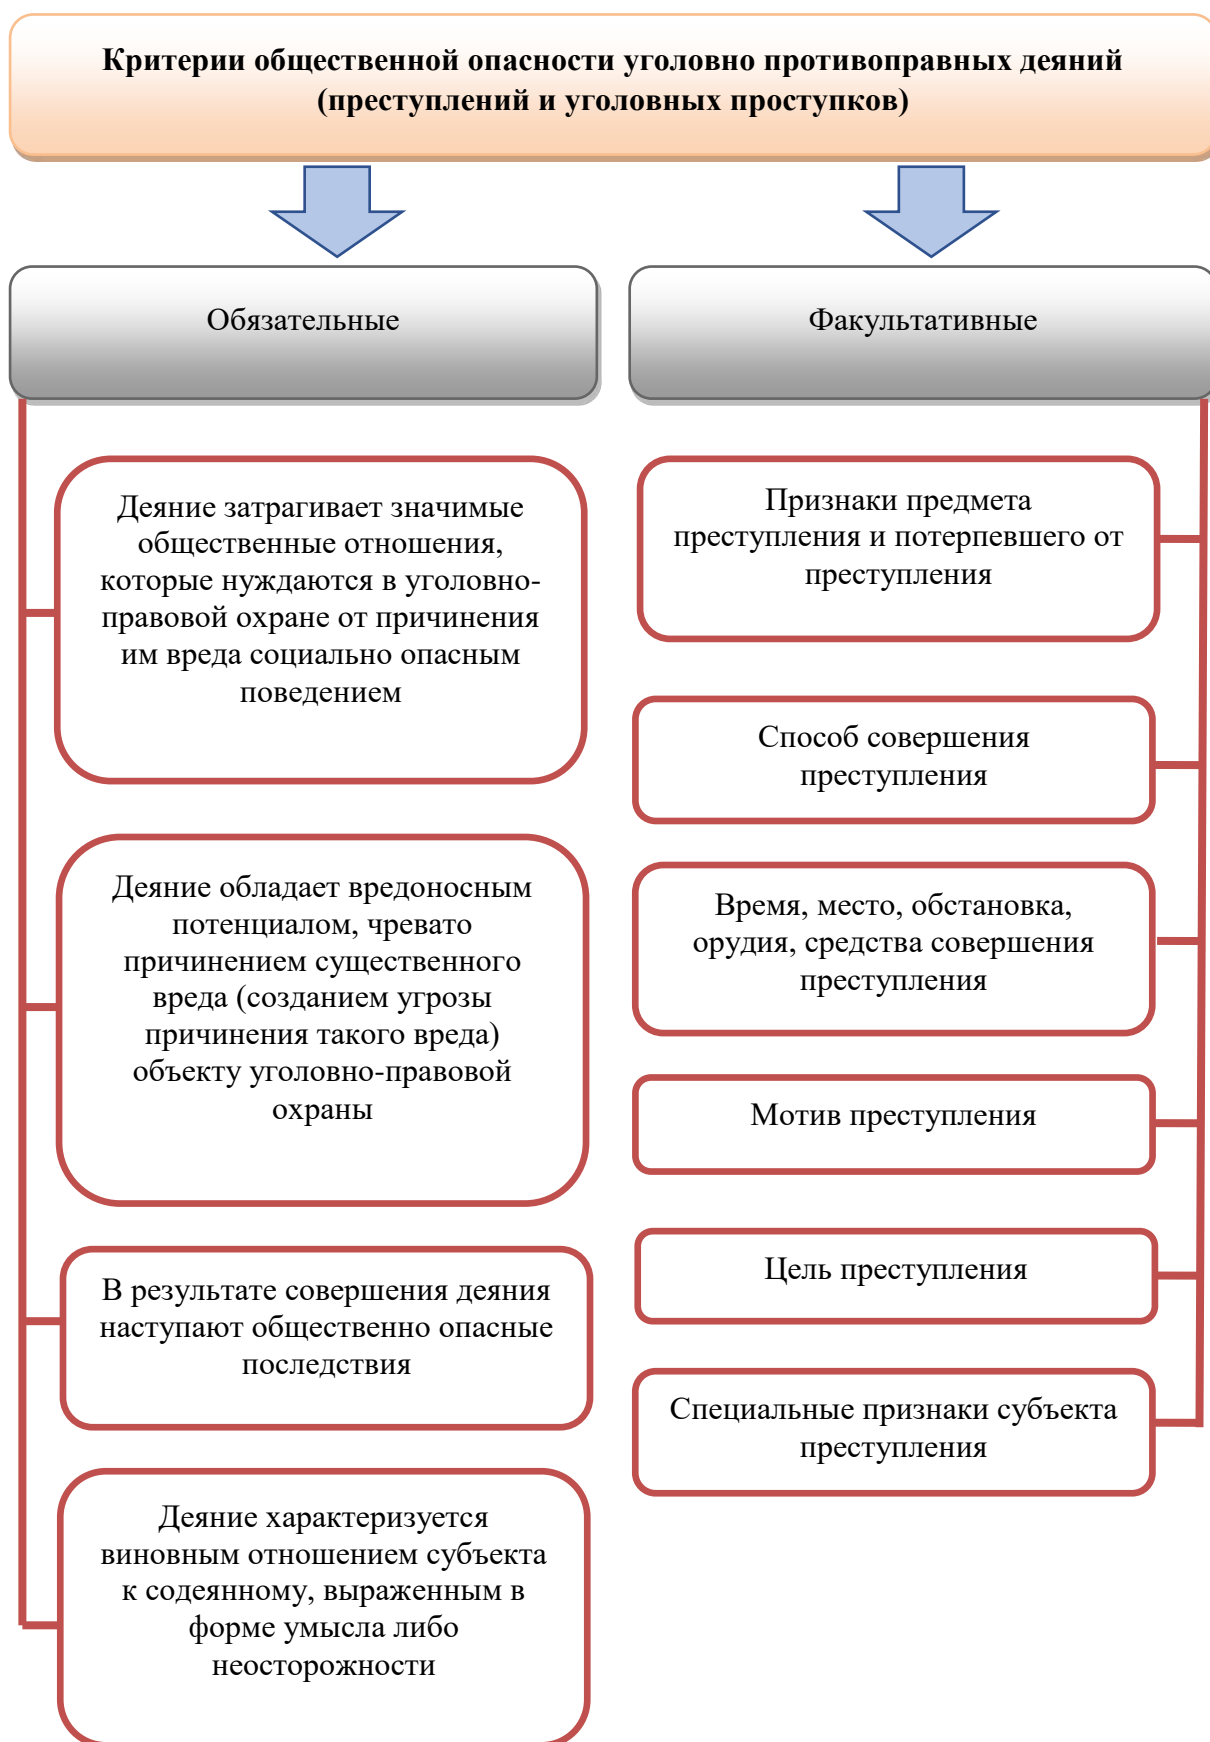 Критерии общественной опасности уголовно противоправных деяний
(преступлений и уголовных проступков)
Обязательные
Факультативные
Деяние затрагивает значимые
общественные отношения,
которые нуждаются в уголовно-
правовой охране от причинения
им вреда социально опасным
поведением
Деяние обладает вредоносным
потенциалом, чревато
причинением существенного
вреда (созданием угрозы
причинения такого вреда)
объекту уголовно-правовой
охраны
В результате совершения деяния
наступают общественно опасные
последствия
Деяние характеризуется
виновным отношением субъекта
к содеянному, выраженным в
форме умысла либо
неосторожности
Признаки предмета
преступления и потерпевшего от
преступления
Способ совершения
преступления
Время, место, обстановка,
орудия, средства совершения
преступления
Мотив преступления
Цель преступления
Специальные признаки субъекта
преступления